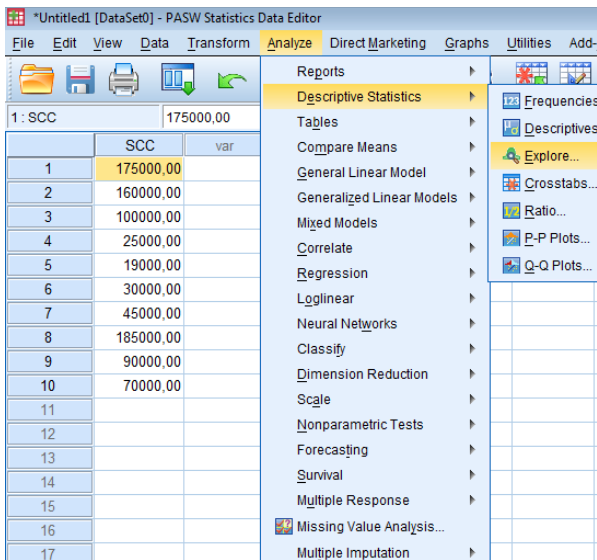 *Untitled1 [DataSet0] - PASW Statistics Data Editor
File Edit View Data Transform Analyze Direct Marketing Graphs Utilities Add-
1 : SCC 175000,00
SCC var
1 175000,00
2 160000,00
3 100000,00
4 25000,00
5 19000,00
6 30000,00
7 45000,00
8 185000,00
9 90000,00
10 70000,00
11
12
13
14
15
16
17
Reports
Descriptive Statistics
Tables
Compare Means
General Linear Model
Generalized Linear Models
Mixed Models
Correlate
Regression
Loglinear
Neural Networks
Classify
Dimension Reduction
Scale
Nonparametric Tests
Forecasting
Survival
Multiple Response
Missing Value Analysis...
Multiple Imputation
123 Frequencies
Descriptives
Explore...
Crosstabs...
1/2 Ratio...
P-P Plots...
Q-Q Plots...